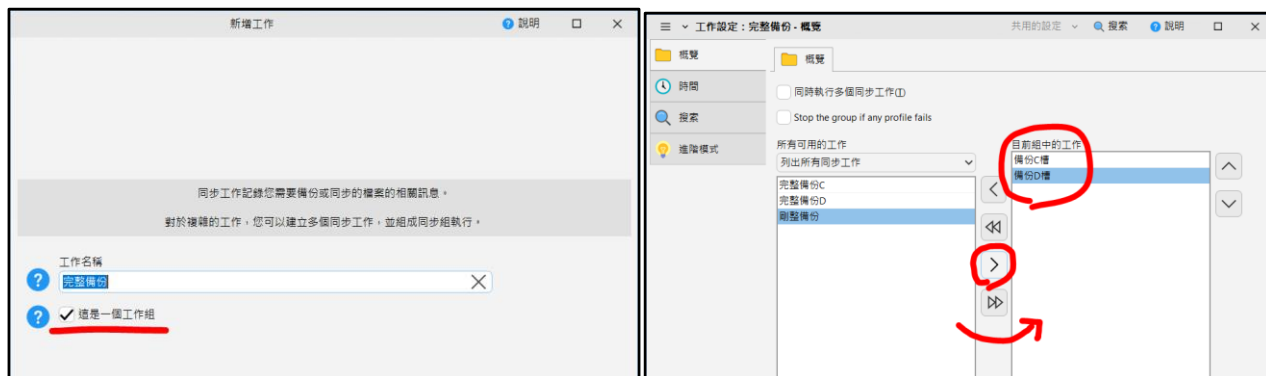 新增工作
說明
同步工作記錄您需要備份或同步的檔案的相關訊息。
對於複雜的工作,您可以建立多個同步工作,並組成同步組執行。
工作名稱
完整備份
這是一個工作組
工作設定:完整備份 - 概覽
共用的設定
搜索
說明
概覽
時間
搜索
進階模式
概覽
同時執行多個同步工作(I)
Stop the group if any profile fails
所有可用的工作
列出所有同步工作
完整備份C
完整備份D
剛整備份
目前組中的工作
備份C槽
備份D槽